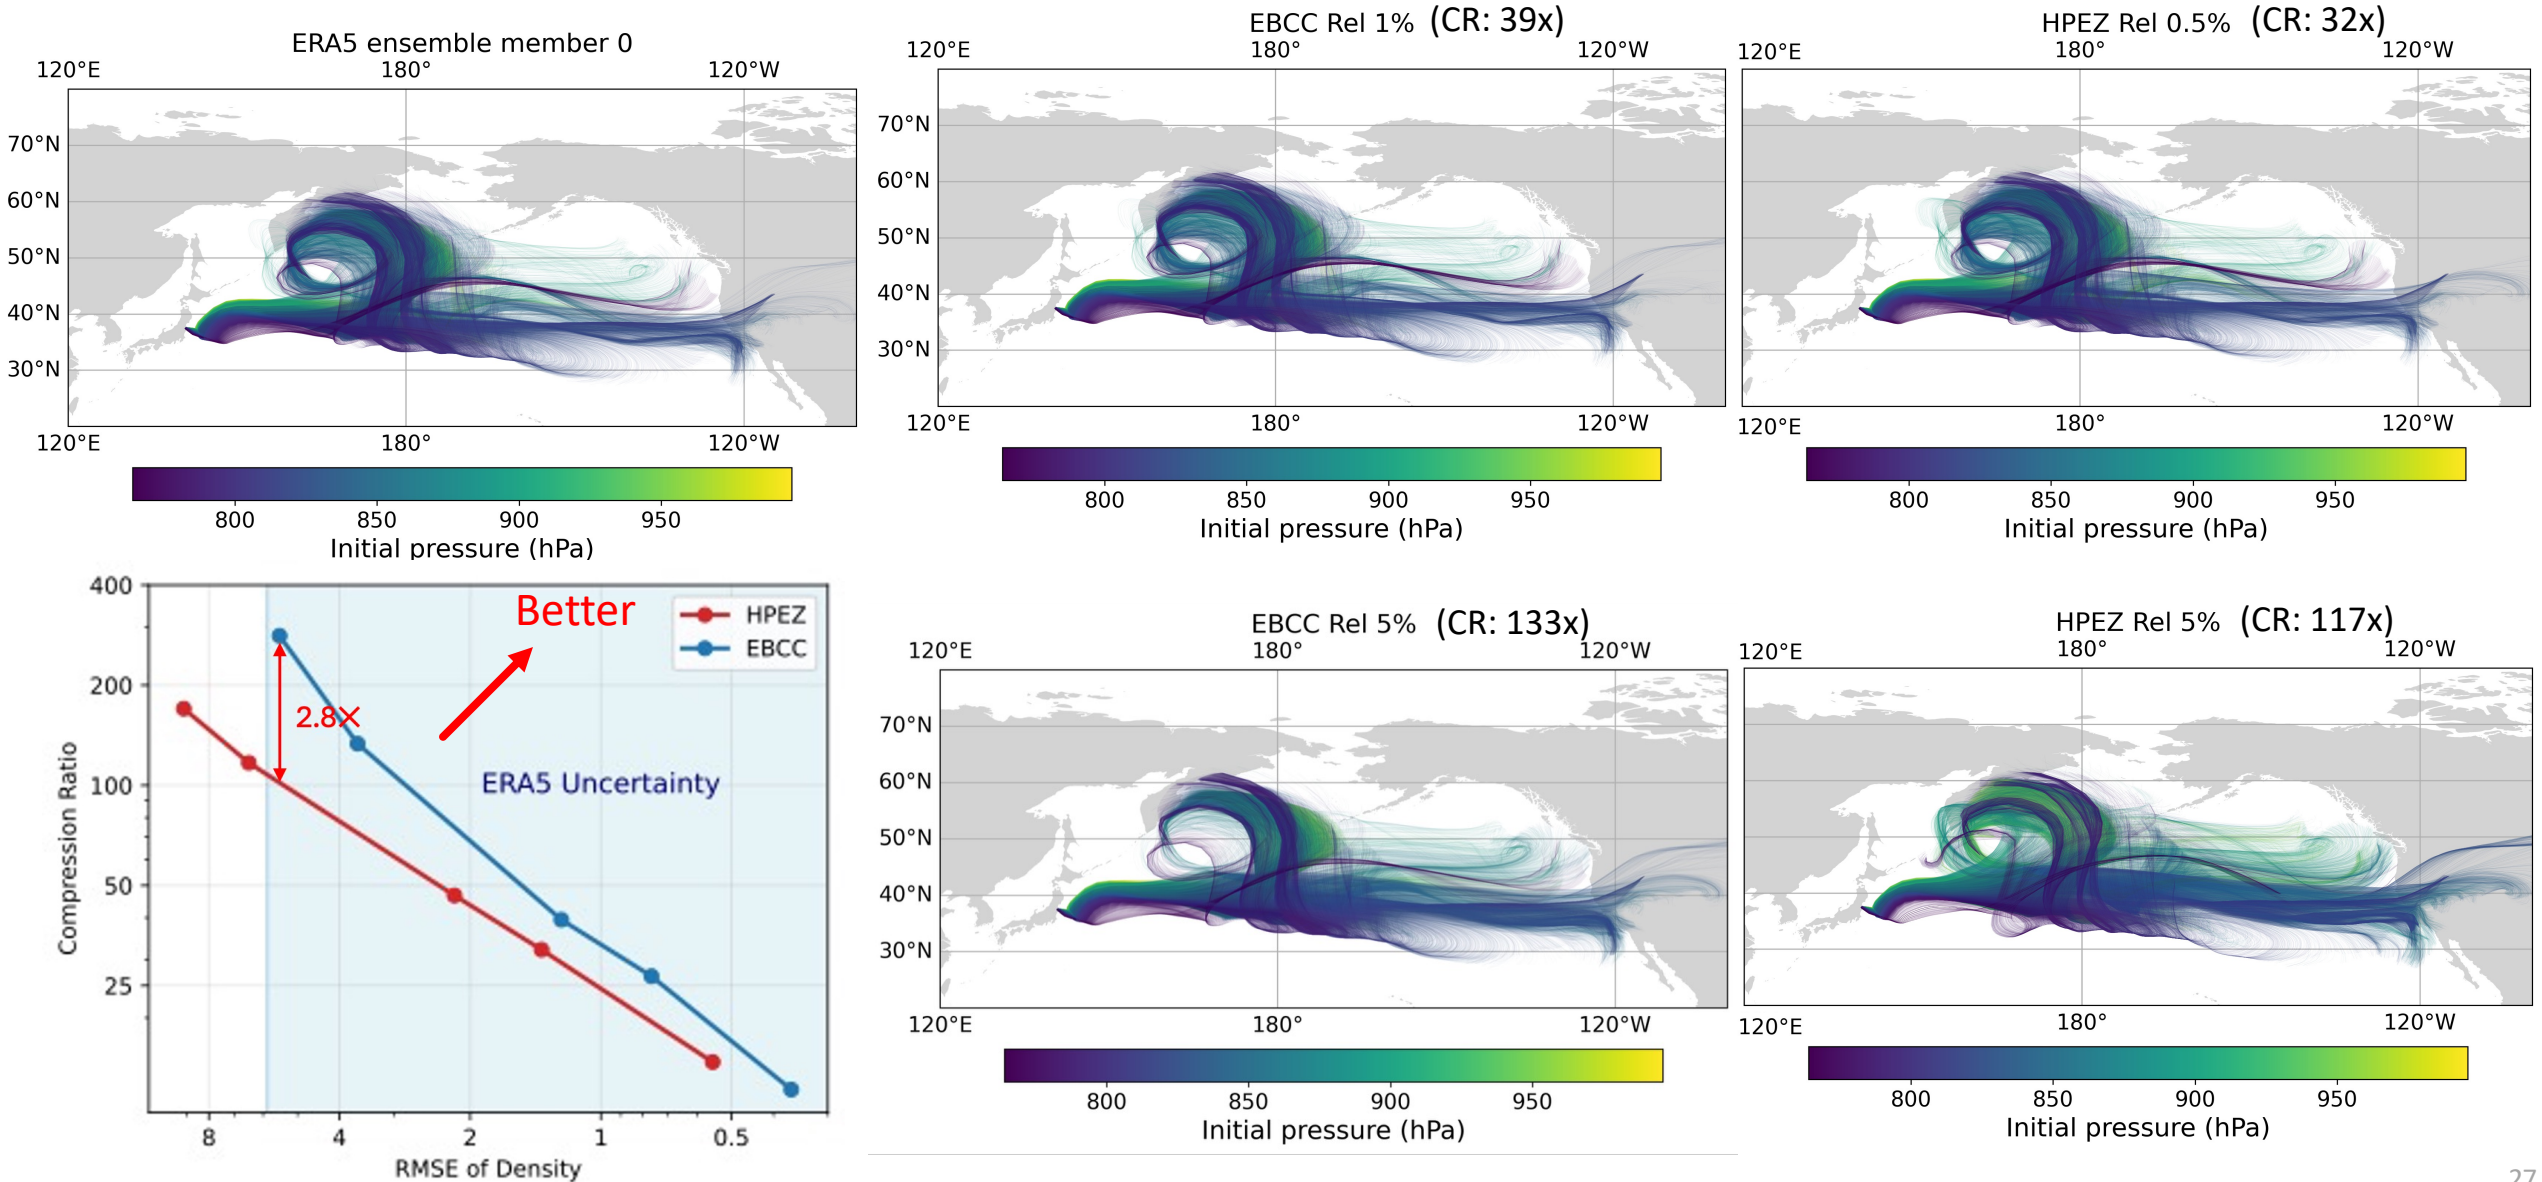 ERA5 ensemble member 0
120°E 180° 120°W
70°N
60°N
50°N
40°N
30°N
120°E 180° 120°W
800 850 900 950
Initial pressure (hPa)
EBCC Rel 1% (CR: 39x)
120°E 180° 120°W
70°N
60°N
50°N
40°N
30°N
120°E 180° 120°W
800 850 900 950
Initial pressure (hPa)
HPEZ Rel 0.5% (CR: 32x)
120°E 180° 120°W
120°E 180° 120°W
800 850 900 950
Initial pressure (hPa)
400
200
100
50
25
Compression Ratio
Better
HPEZ
EBCC
2.8×
ERA5 Uncertainty
8 4 2 1 0.5
RMSE of Density
EBCC Rel 5% (CR: 133x)
120°E 180° 120°W
70°N
60°N
50°N
40°N
30°N
120°E 180° 120°W
800 850 900 950
Initial pressure (hPa)
HPEZ Rel 5% (CR: 117x)
120°E 180° 120°W
120°E 180° 120°W
800 850 900 950
Initial pressure (hPa)
27